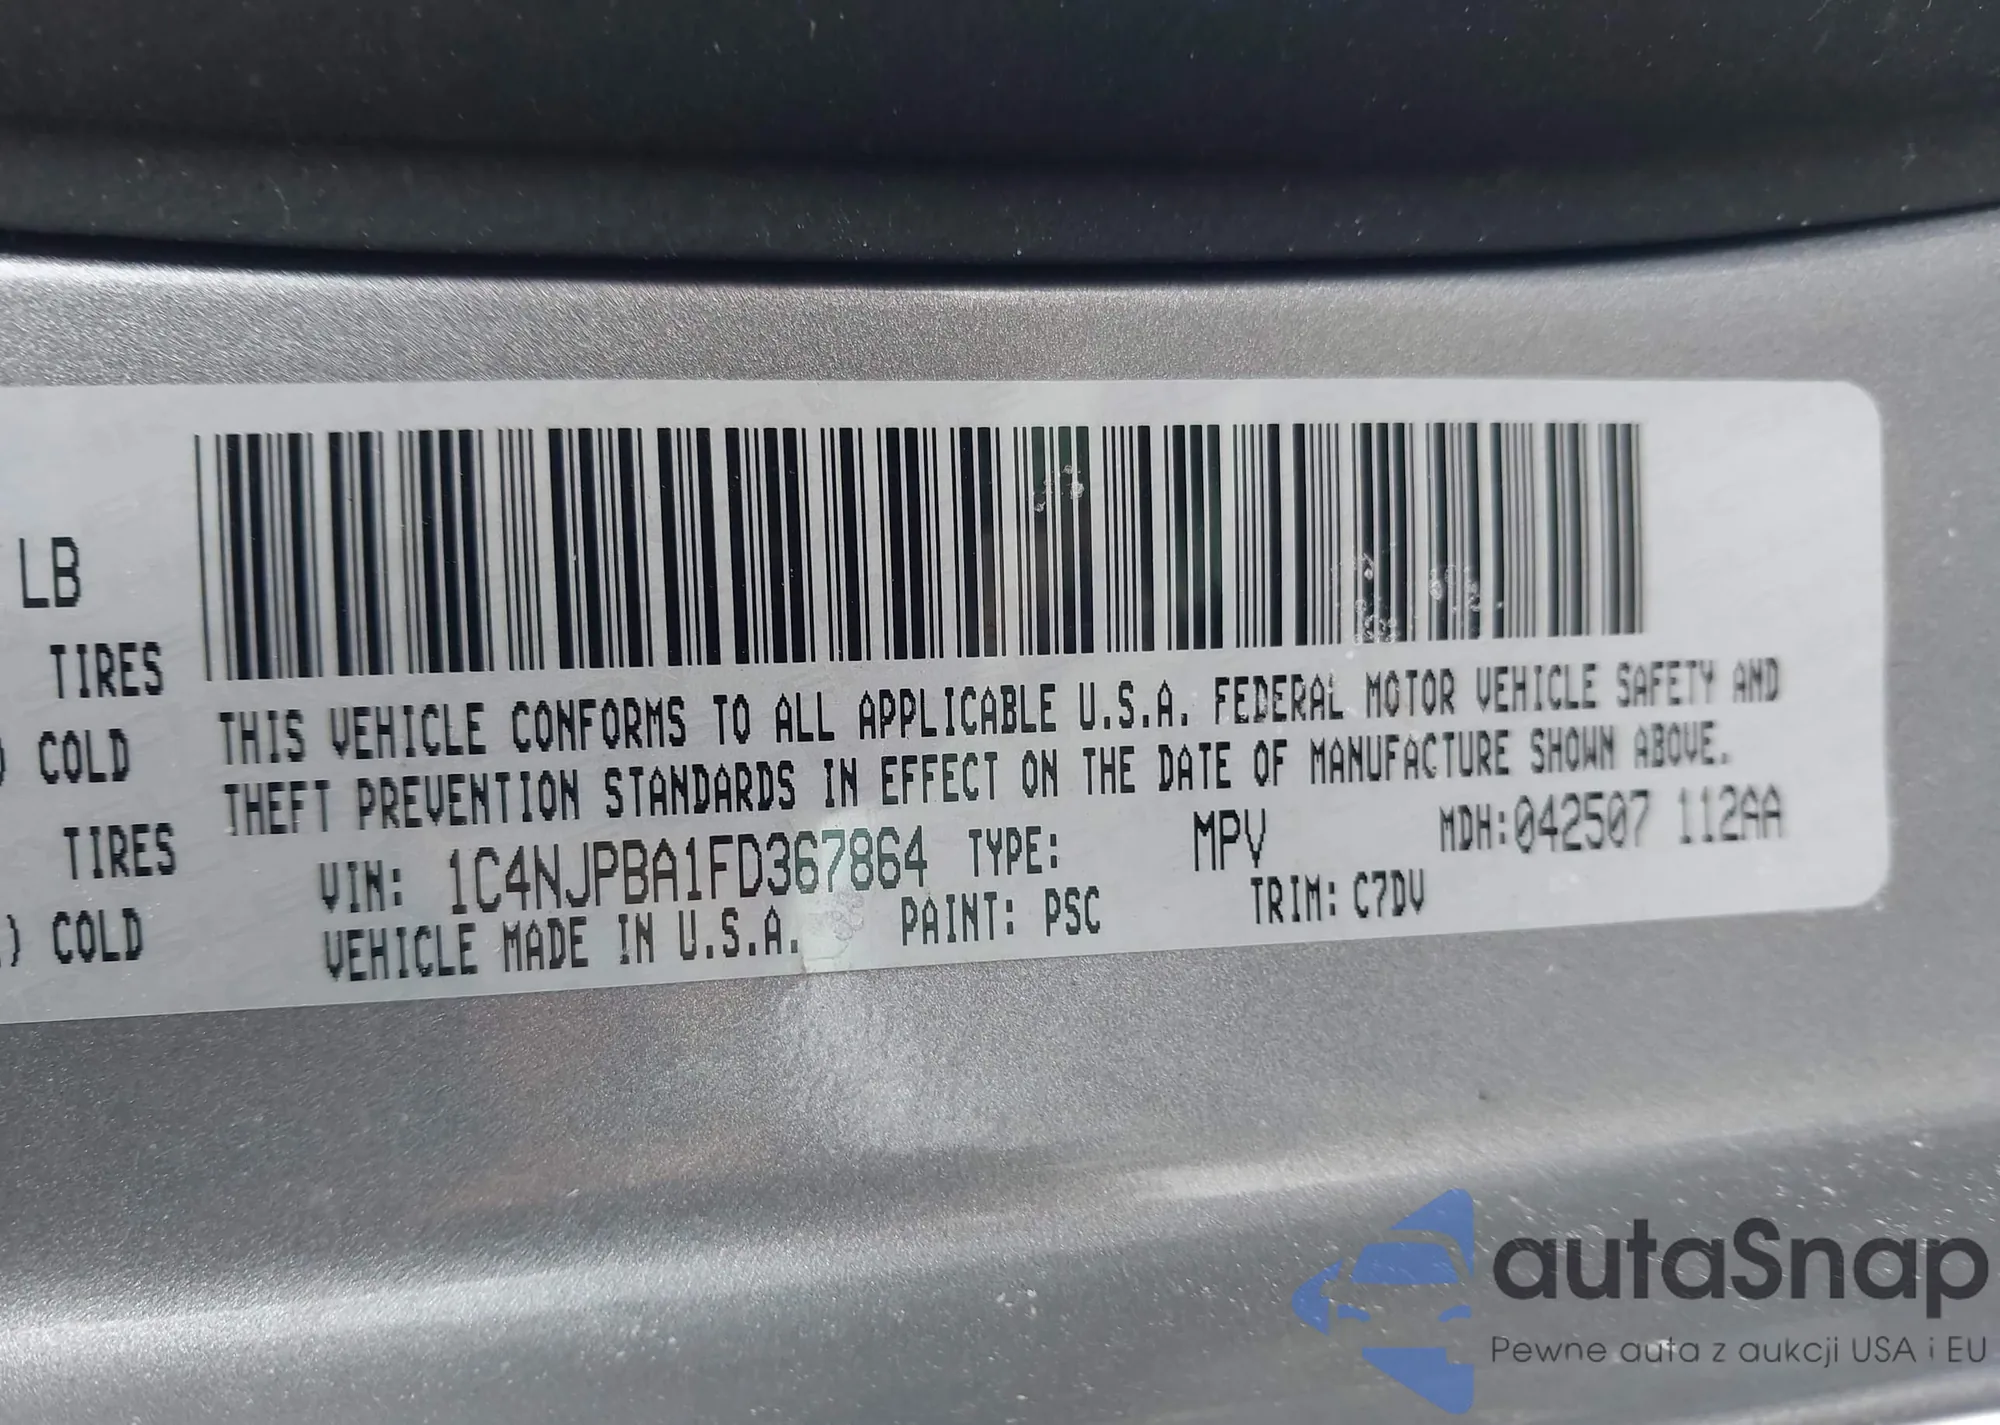 LB
TIRES
) COLD
TIRES
) COLD
THIS VEHICLE CONFORMS TO ALL APPLICABLE U.S.A. FEDERAL MOTOR VEHICLE SAFETY AND
THEFT PREVENTION STANDARDS IN EFFECT ON THE DATE OF MANUFACTURE SHOWN ABOVE.
VIN: 1C4NJPBA1FD367864 TYPE: MPV MDH:042507 112AA
VEHICLE MADE IN U.S.A. PAINT: PSC TRIM: C7DV
autaSnap
Pewne auta z aukcji USA i EU